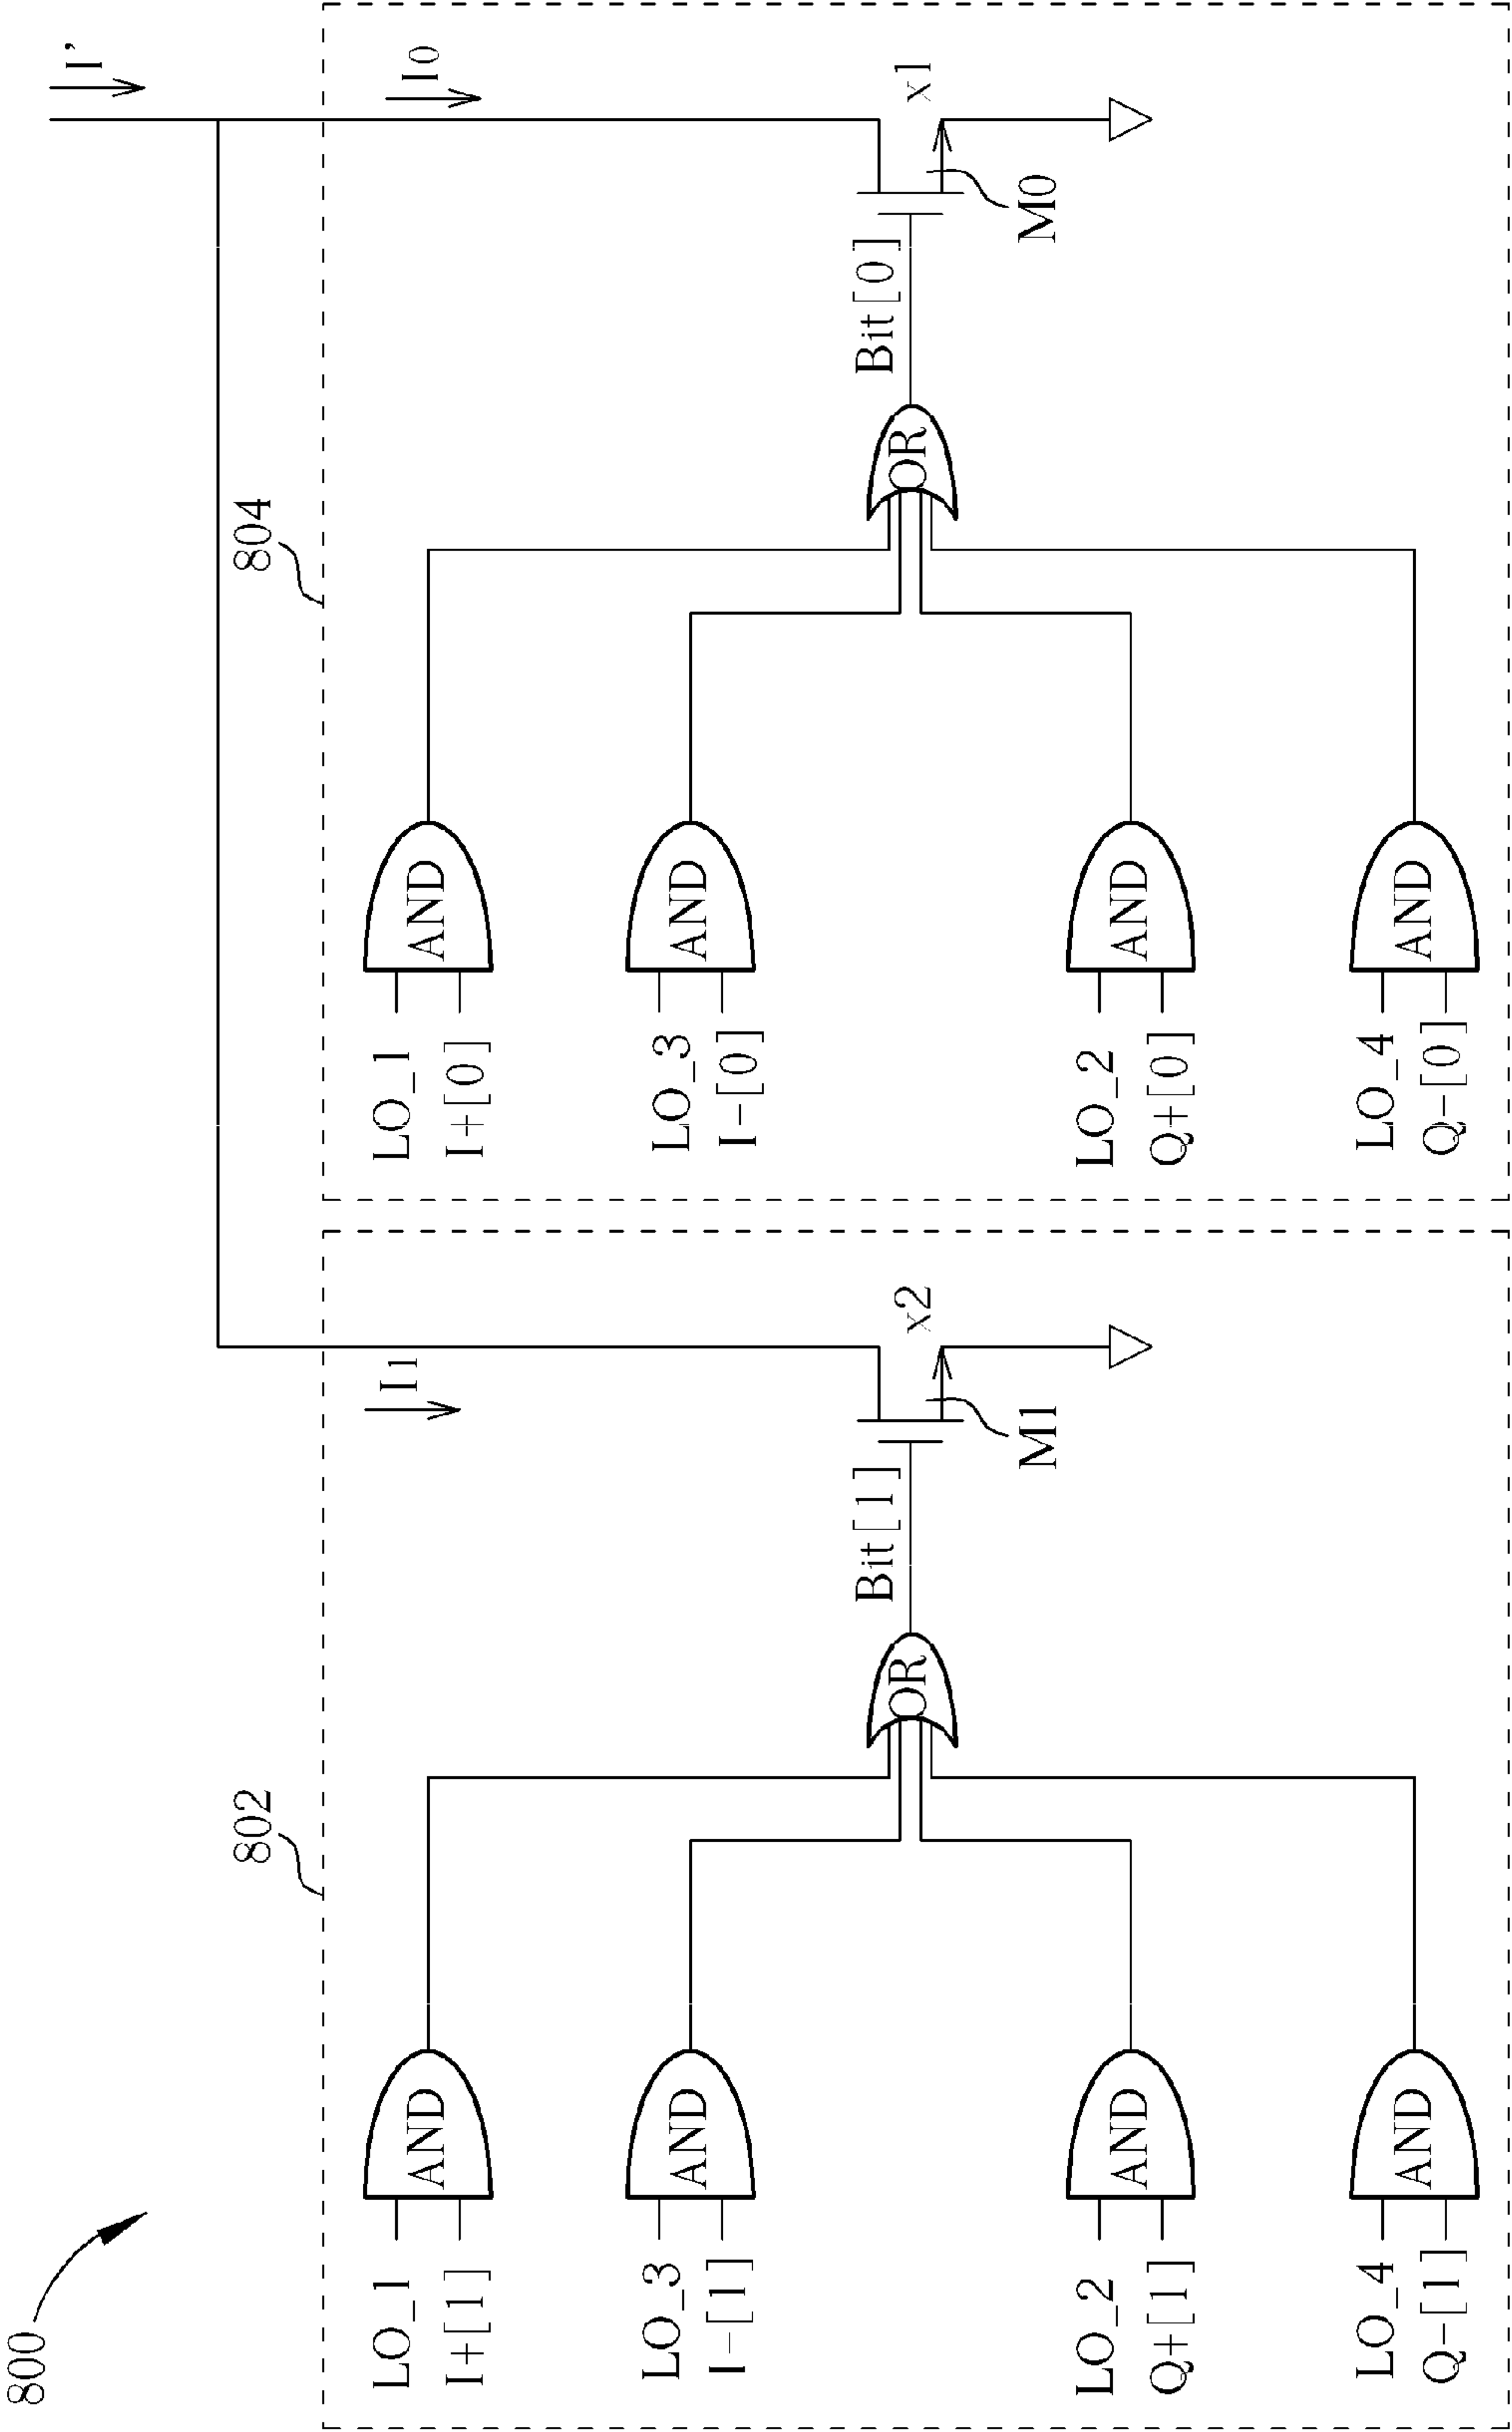 800
802
LO_1
I+[1]
AND
LO_3
I-[1]
AND
LO_2
Q+[1]
AND
LO_4
Q-[1]
AND
OR
Bit[1]
I1
x2
M1
804
LO_1
I+[0]
AND
LO_3
I-[0]
AND
LO_2
Q+[0]
AND
LO_4
Q-[0]
AND
OR
Bit[0]
I'
I0
x1
M0